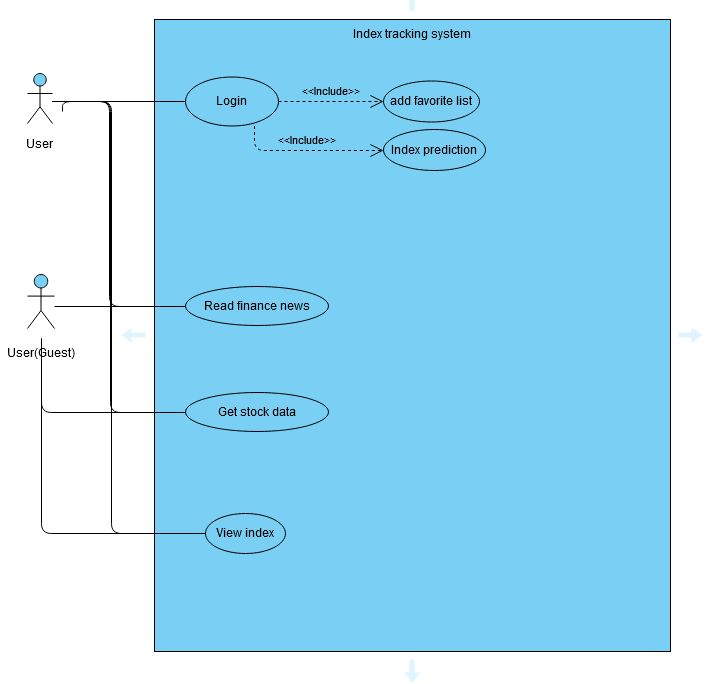 Index tracking system
User
Login
<<Include>>
add favorite list
<<Include>>
Index prediction
User(Guest)
Read finance news
Get stock data
View index